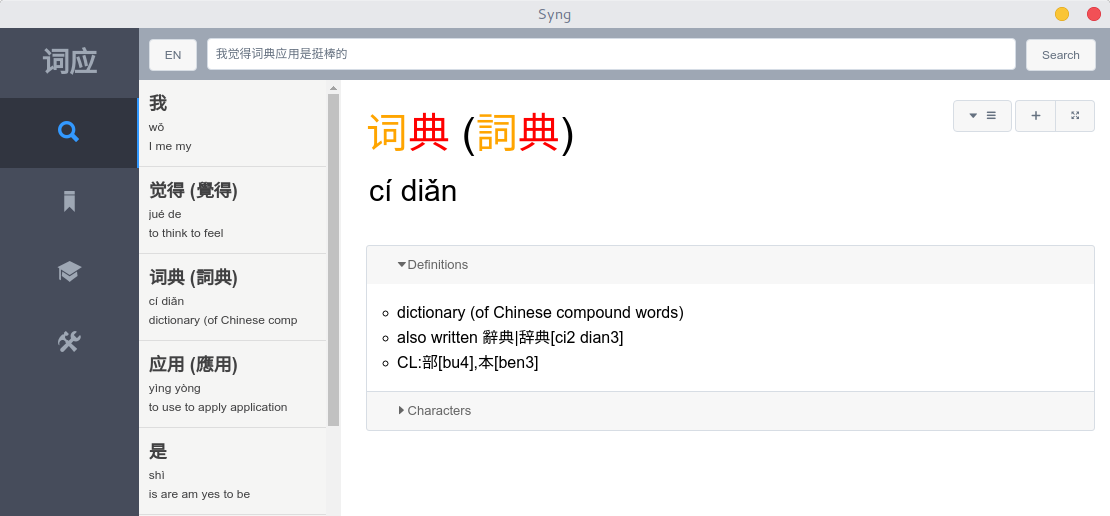 Syng
词应
EN
我觉得词典应用是挺棒的
Search
我
wǒ
I me my
觉得 (覺得)
jué de
to think to feel
词典 (詞典)
cí diǎn
dictionary (of Chinese comp
应用 (應用)
yìng yòng
to use to apply application
是
shì
is are am yes to be
词典 (詞典)
cí diǎn
Definitions
dictionary (of Chinese compound words)
also written 辭典|辞典[ci2 dian3]
CL:部[bu4],本[ben3]
Characters